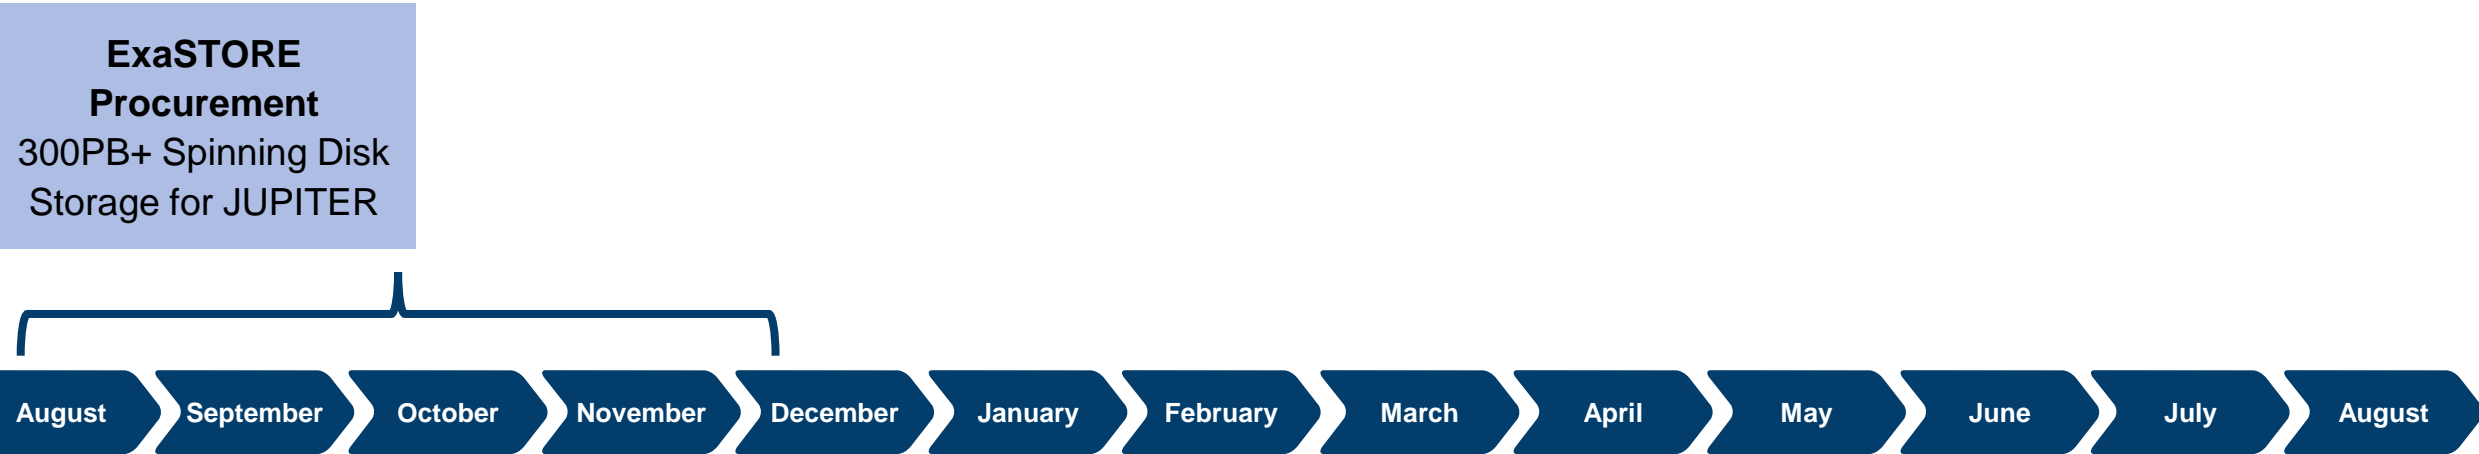 ExaSTORE
Procurement
300PB+ Spinning Disk
Storage for JUPITER
August
September
October
November
December
January
February
March
April
May
June
July
August